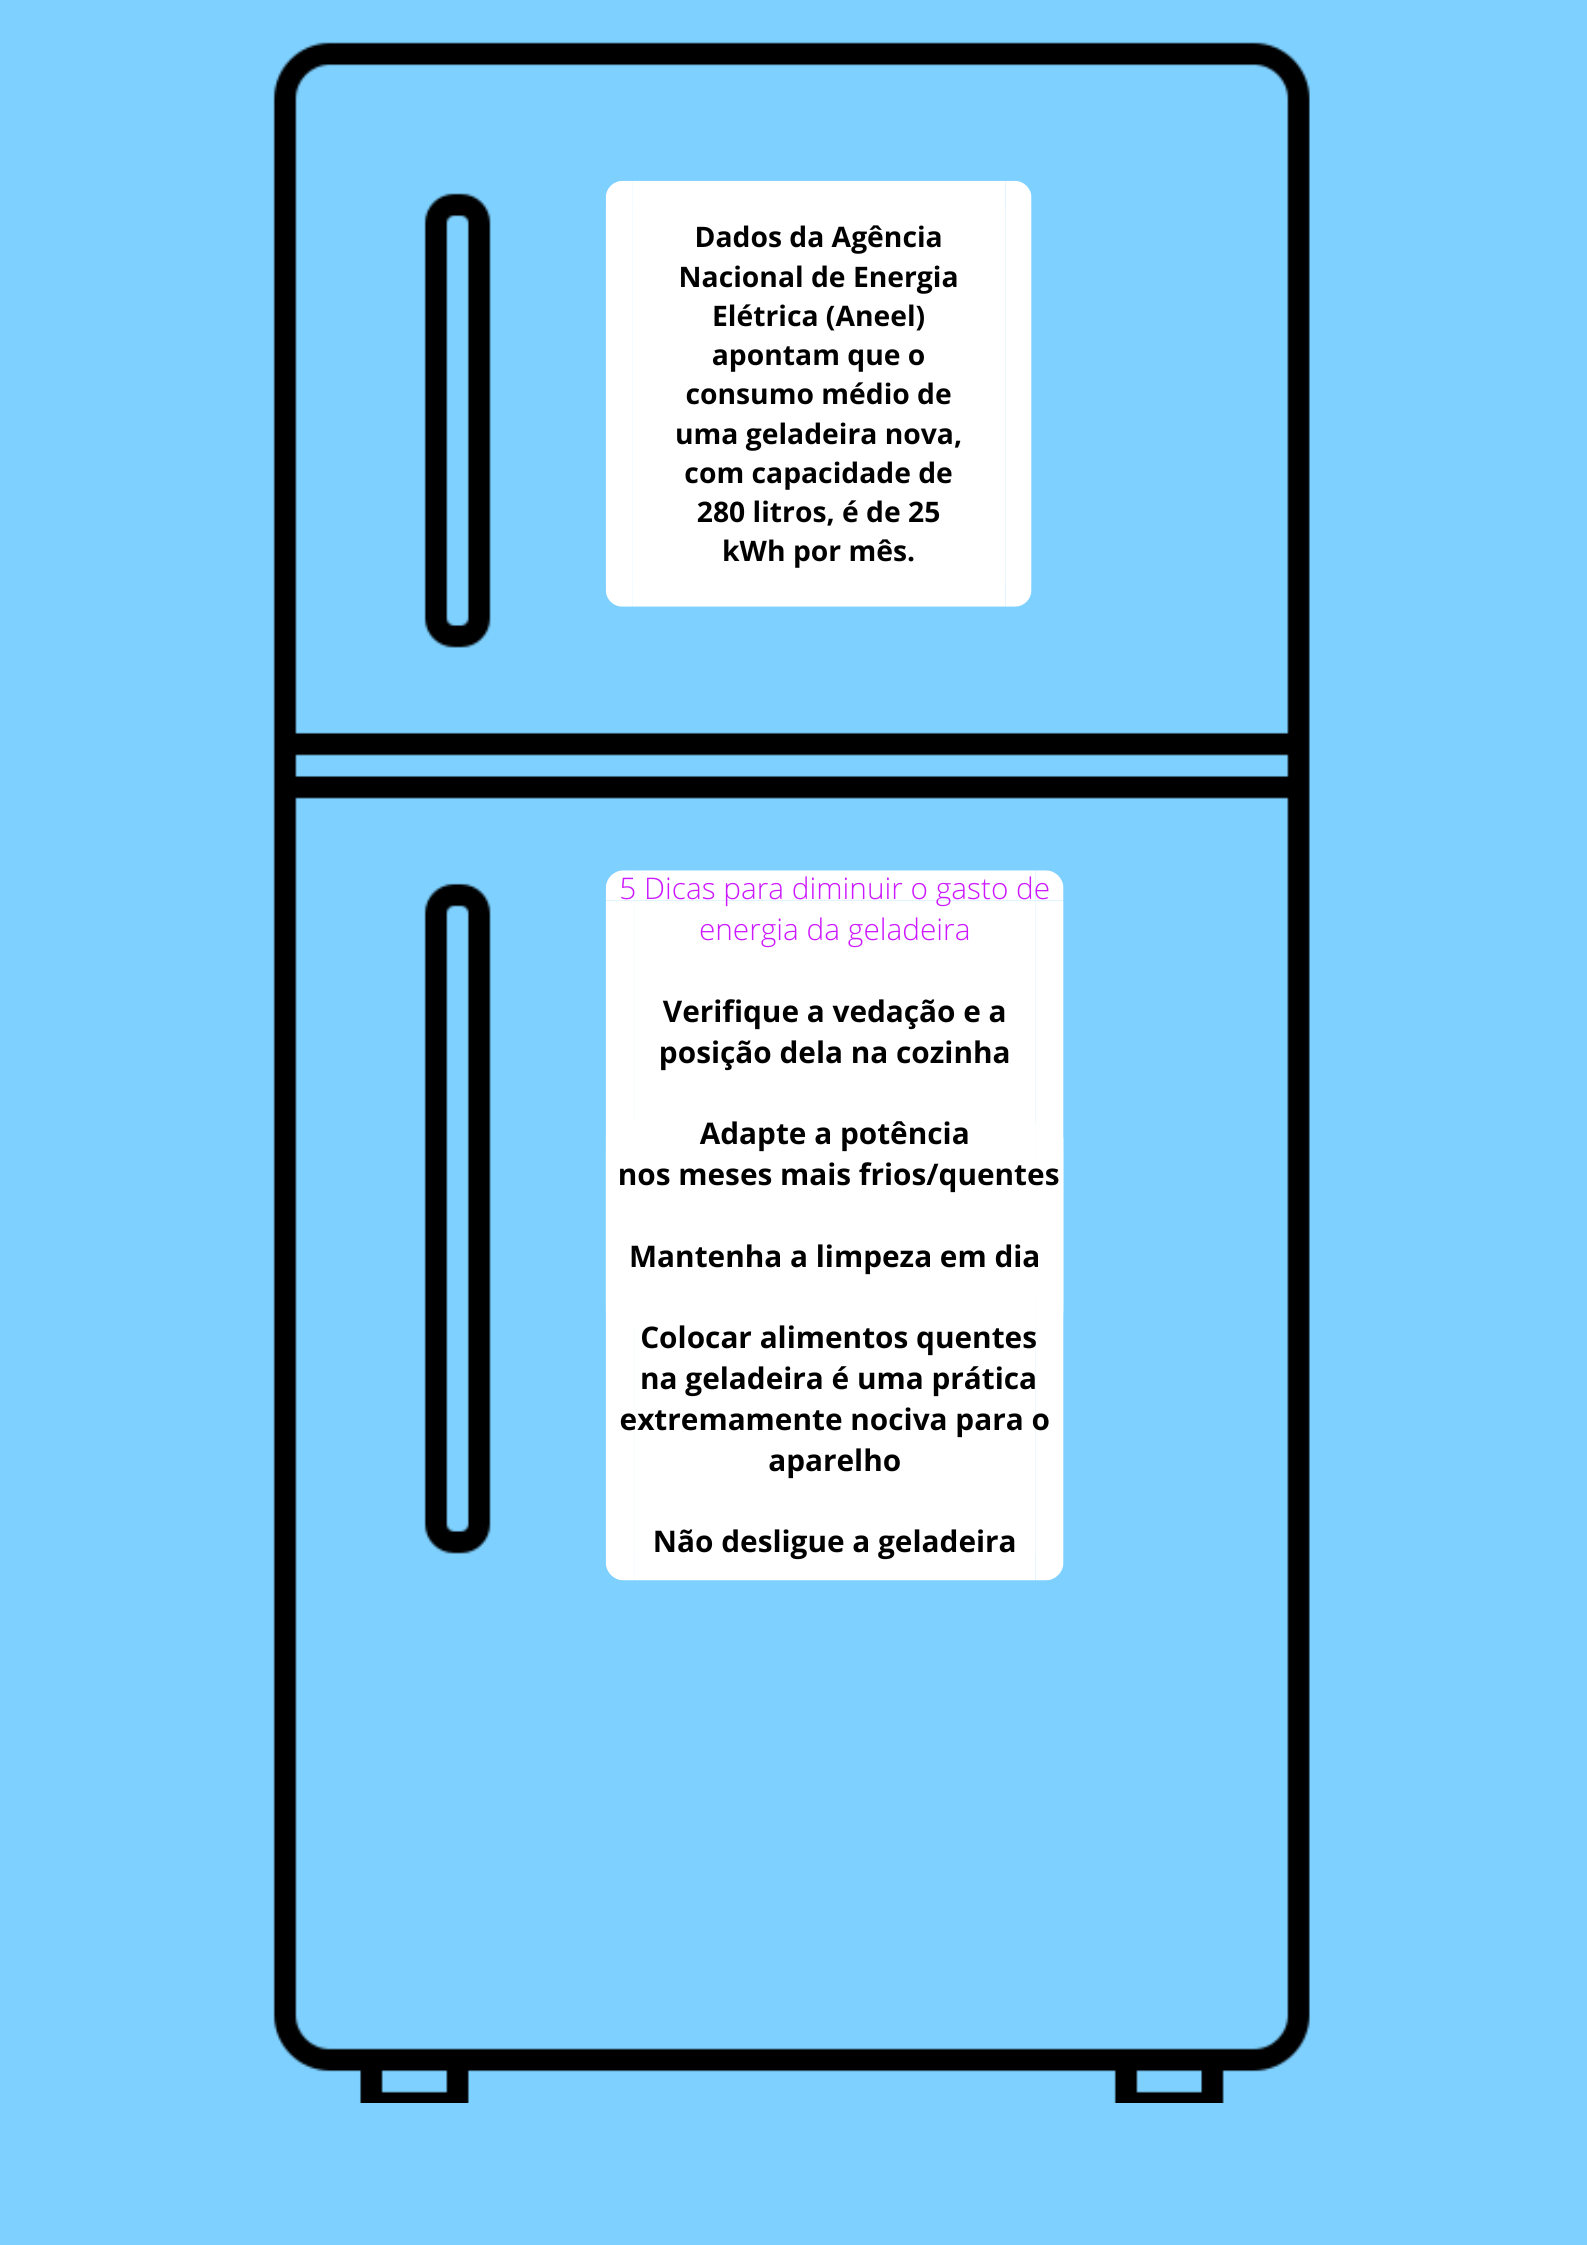 Dados da Agência
Nacional de Energia
Elétrica (Aneel)
apontam que o
consumo médio de
uma geladeira nova,
com capacidade de
280 litros, é de 25
kWh por mês.
5 Dicas para diminuir o gasto de
energia da geladeira
Verifique a vedação e a
posição dela na cozinha
Adapte a potência
nos meses mais frios/quentes
Mantenha a limpeza em dia
Colocar alimentos quentes
na geladeira é uma prática
extremamente nociva para o
aparelho
Não desligue a geladeira